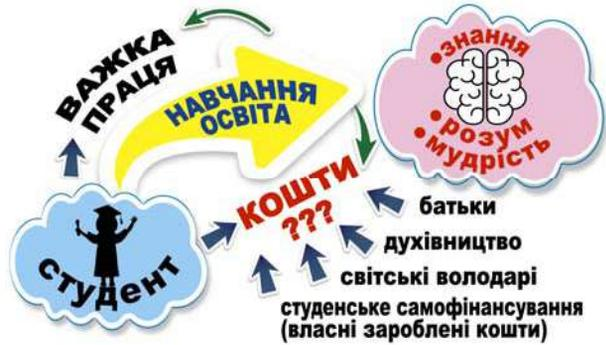 ВАЖКА
ПРАЦЯ
НАВЧАННЯ
ОСВІТА
•знання
•розум
•мудрість
студент
КОШТИ
???
батьки
духівництво
світські володарі
студенське самофінансування
(власні зароблені кошти)